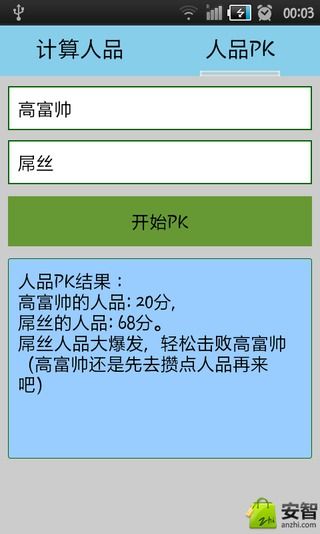 00:03
计算人品 人品PK
高富帅
屌丝
开始PK
人品PK结果：
高富帅的人品: 20分,
屌丝的人品: 68分。
屌丝人品大爆发，轻松击败高富帅
（高富帅还是先去攒点人品再来
吧）
zhi 安智
anzhi.com